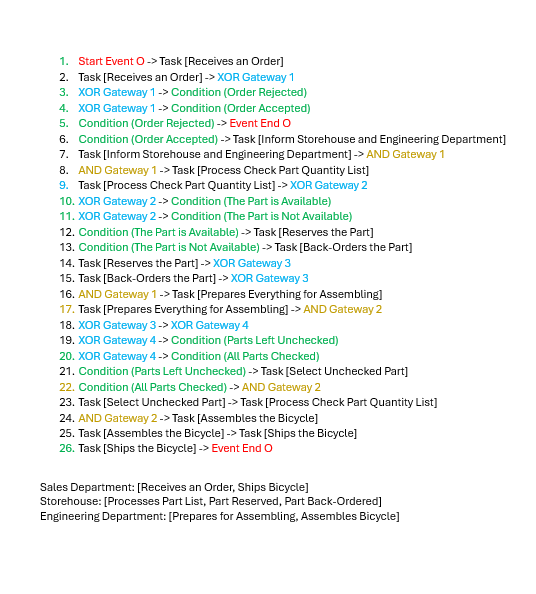 1. Start Event O -> Task [Receives an Order]
2. Task [Receives an Order] -> XOR Gateway 1
3. XOR Gateway 1 -> Condition (Order Rejected)
4. XOR Gateway 1 -> Condition (Order Accepted)
5. Condition (Order Rejected) -> Event End O
6. Condition (Order Accepted) -> Task [Inform Storehouse and Engineering Department]
7. Task [Inform Storehouse and Engineering Department] -> AND Gateway 1
8. AND Gateway 1 -> Task [Process Check Part Quantity List]
9. Task [Process Check Part Quantity List] -> XOR Gateway 2
10. XOR Gateway 2 -> Condition (The Part is Available)
11. XOR Gateway 2 -> Condition (The Part is Not Available)
12. Condition (The Part is Available) -> Task [Reserves the Part]
13. Condition (The Part is Not Available) -> Task [Back-Orders the Part]
14. Task [Reserves the Part] -> XOR Gateway 3
15. Task [Back-Orders the Part] -> XOR Gateway 3
16. AND Gateway 1 -> Task [Prepares Everything for Assembling]
17. Task [Prepares Everything for Assembling] -> AND Gateway 2
18. XOR Gateway 3 -> XOR Gateway 4
19. XOR Gateway 4 -> Condition (Parts Left Unchecked)
20. XOR Gateway 4 -> Condition (All Parts Checked)
21. Condition (Parts Left Unchecked) -> Task [Select Unchecked Part]
22. Condition (All Parts Checked) -> AND Gateway 2
23. Task [Select Unchecked Part] -> Task [Process Check Part Quantity List]
24. AND Gateway 2 -> Task [Assembles the Bicycle]
25. Task [Assembles the Bicycle] -> Task [Ships the Bicycle]
26. Task [Ships the Bicycle] -> Event End O
Sales Department: [Receives an Order, Ships Bicycle]
Storehouse: [Processes Part List, Part Reserved, Part Back-Ordered]
Engineering Department: [Prepares for Assembling, Assembles Bicycle]